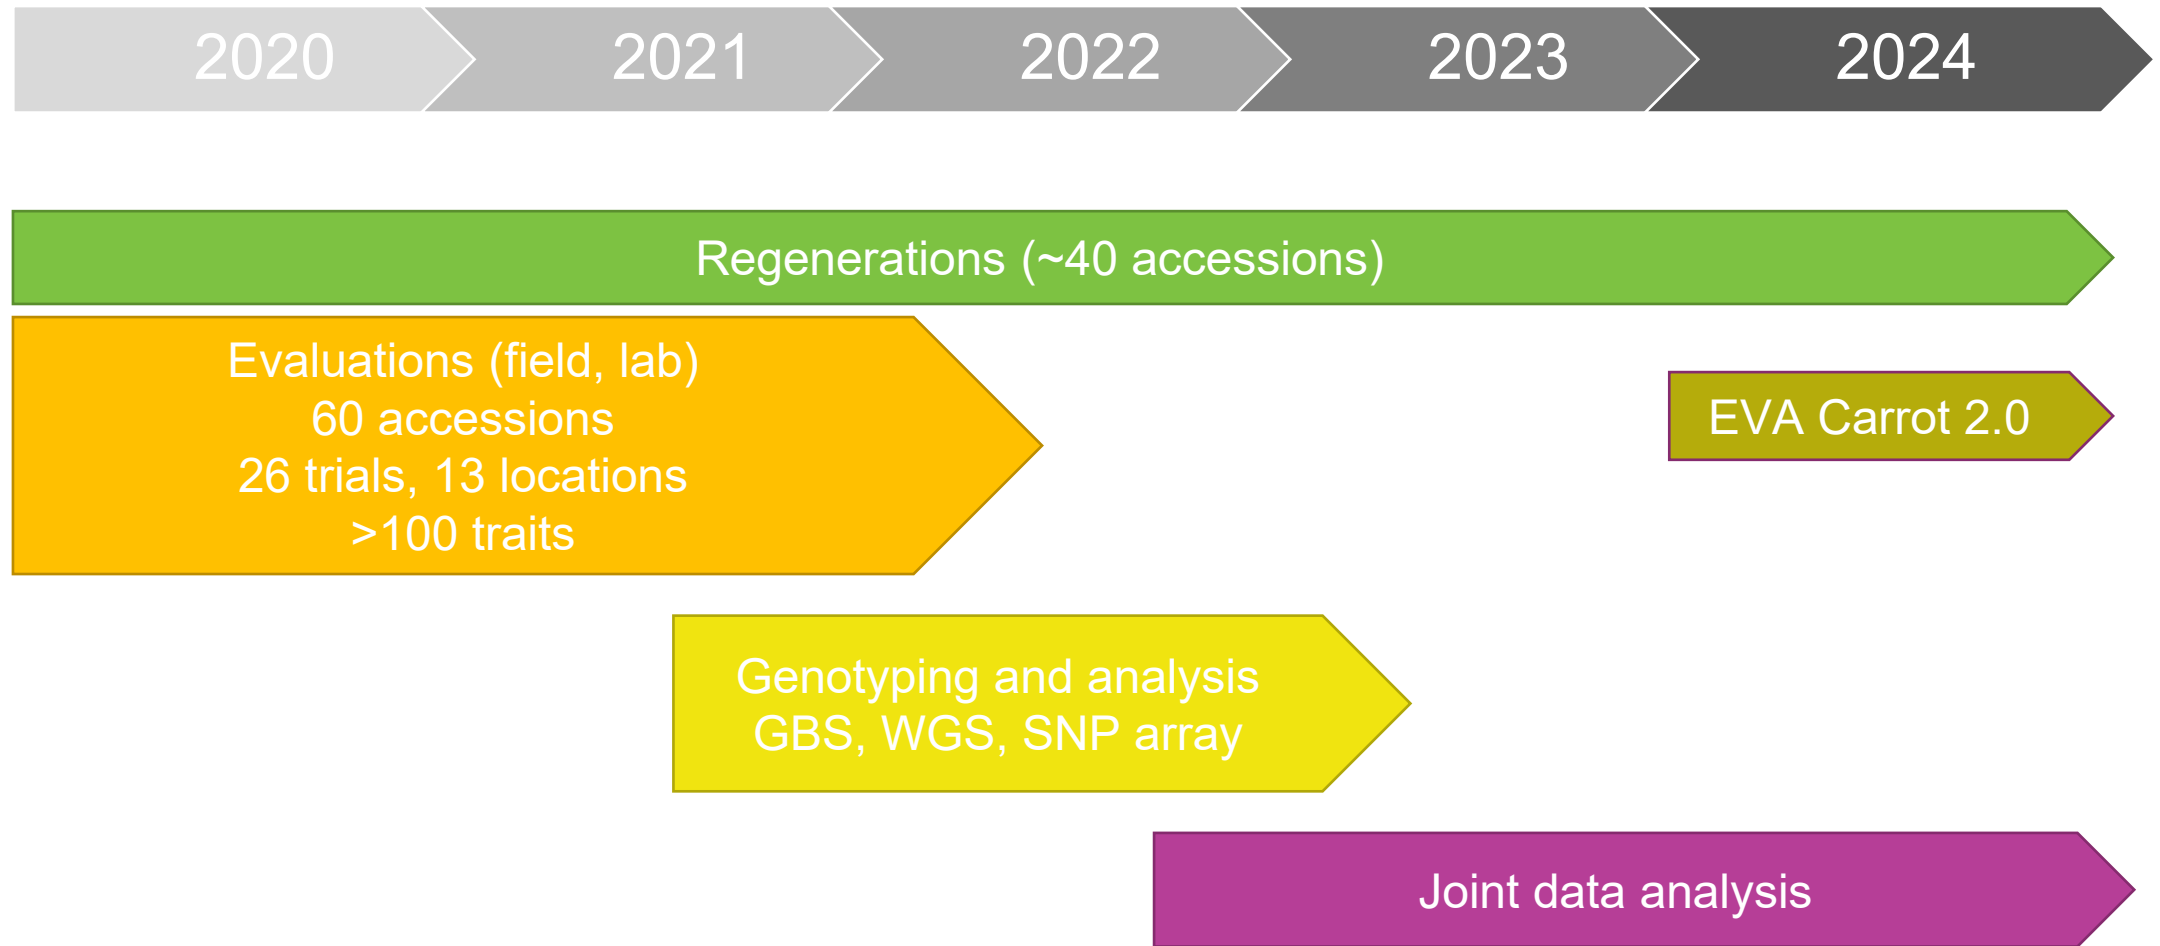 2020
2021
2022
2023
2024
Regenerations (~40 accessions)
Evaluations (field, lab)
60 accessions
26 trials, 13 locations
>100 traits
EVA Carrot 2.0
Genotyping and analysis
GBS, WGS, SNP array
Joint data analysis